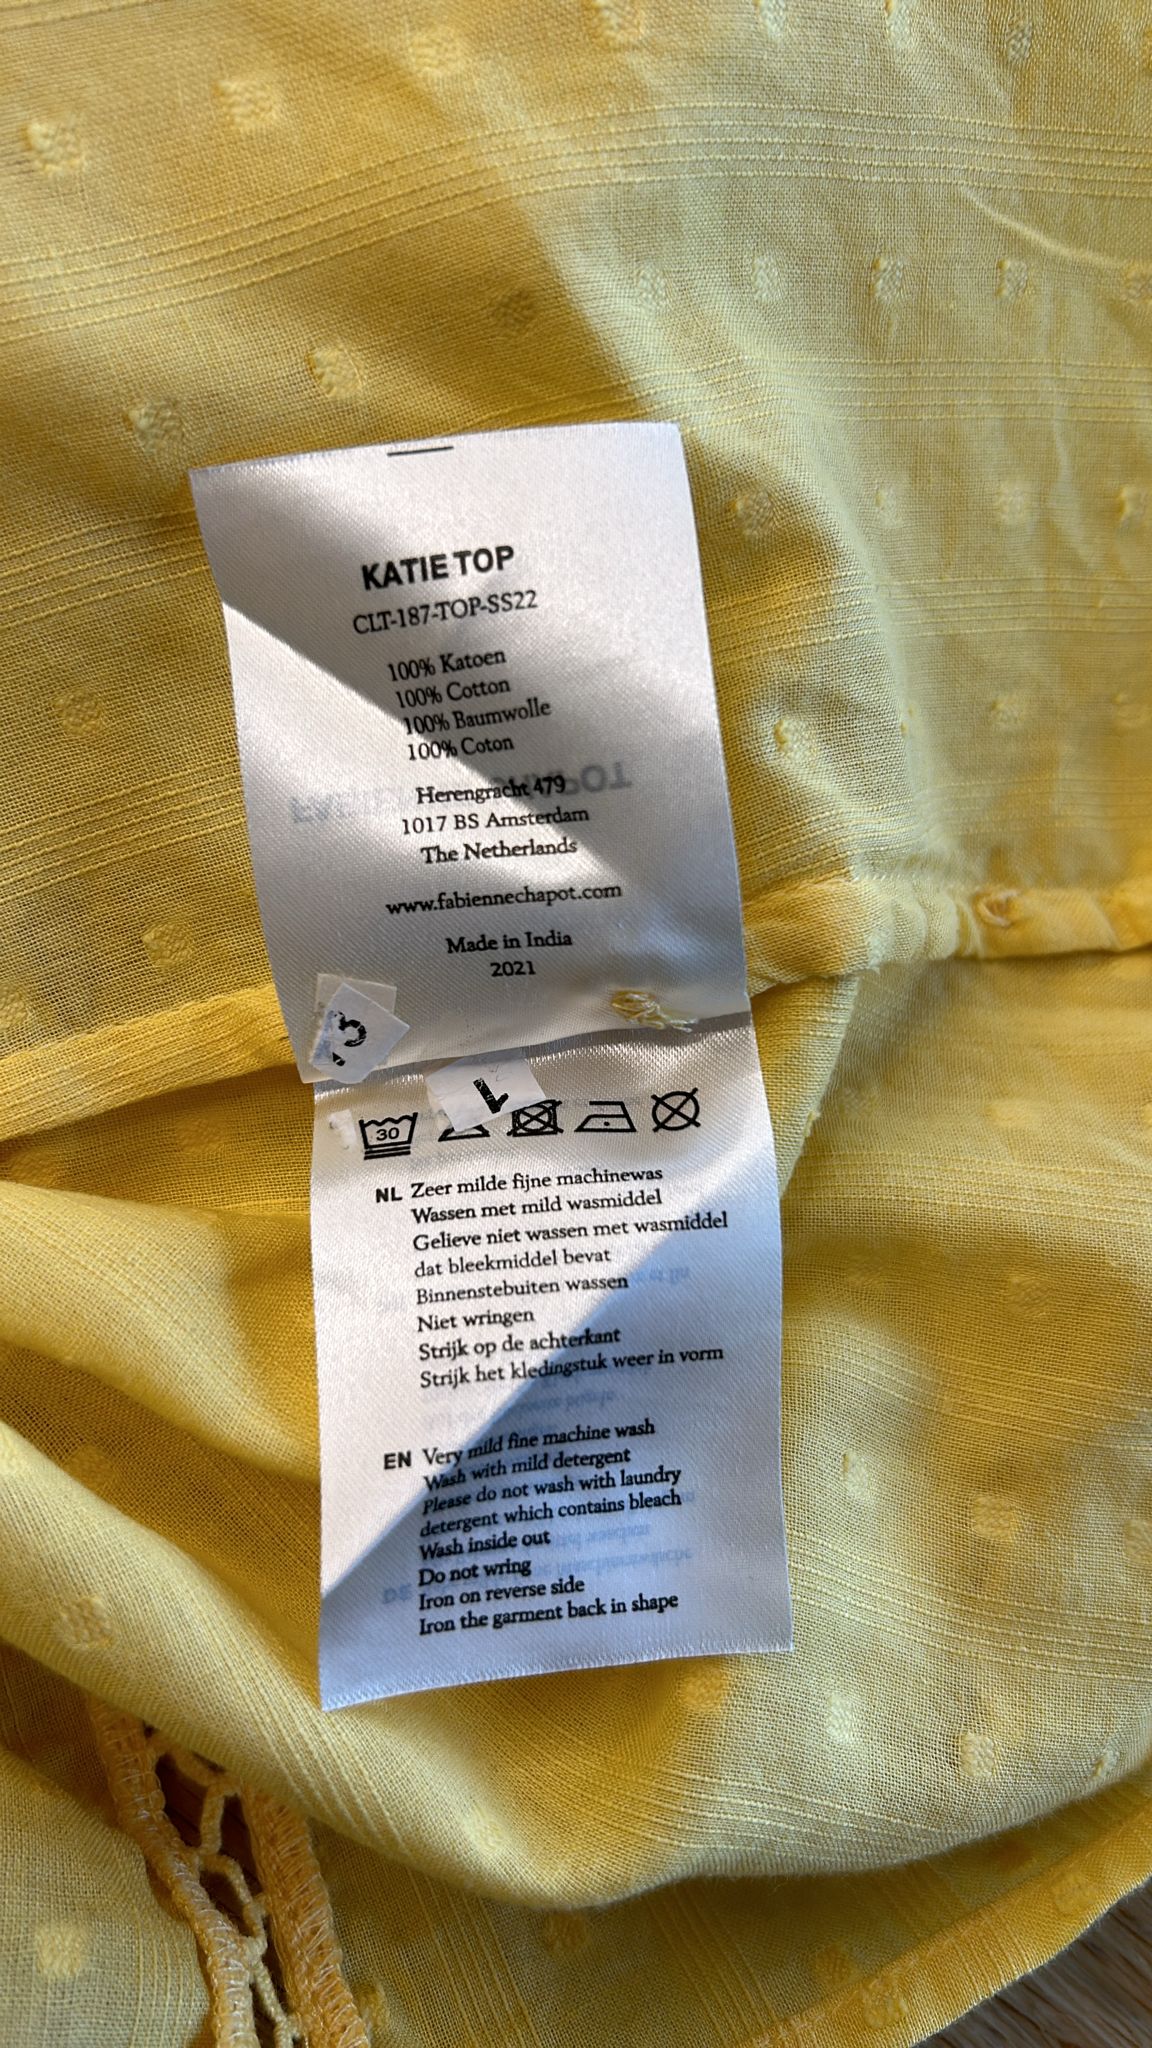 KATIE TOP
CLT-187-TOP-SS22
100% Katoen
100% Cotton
100% Baumwolle
100% Coton
Herengracht 479
1017 BS Amsterdam
The Netherlands
www.fabiennechapot.com
Made in India
2021
30
NL Zeer milde fijne machinewas
Wassen met mild wasmiddel
Gelieve niet wassen met wasmiddel
dat bleekmiddel bevat
Binnenstebuiten wassen
Niet wringen
Strijk op de achterkant
Strijk het kledingstuk weer in vorm
EN Very mild fine machine wash
Wash with mild detergent
Please do not wash with laundry
detergent which contains bleach
Wash inside out
Do not wring
Iron on reverse side
Iron the garment back in shape